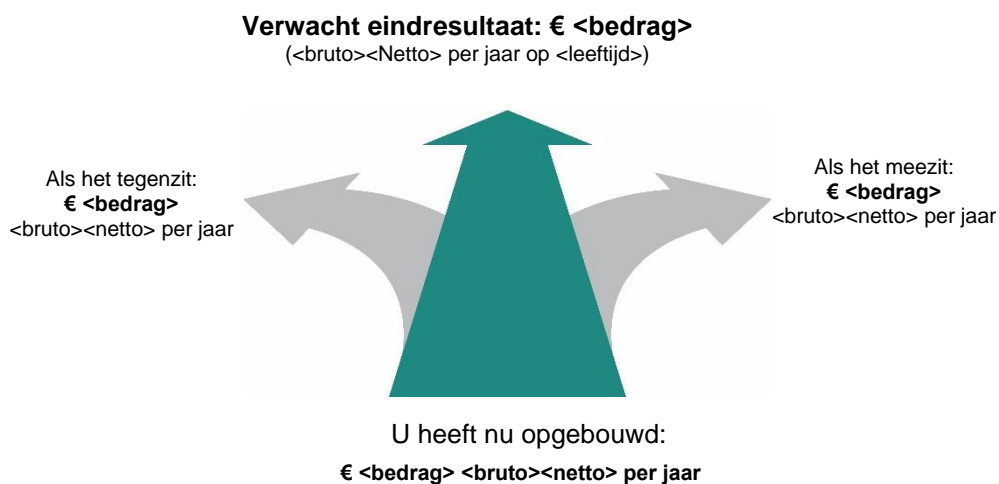 Verwacht eindresultaat: € <bedrag>
(<bruto><Netto> per jaar op <leeftijd>)
Als het tegenzit:
€ <bedrag>
<bruto><netto> per jaar
Als het meezit:
€ <bedrag>
<bruto><netto> per jaar
U heeft nu opgebouwd:
€ <bedrag> <bruto><netto> per jaar